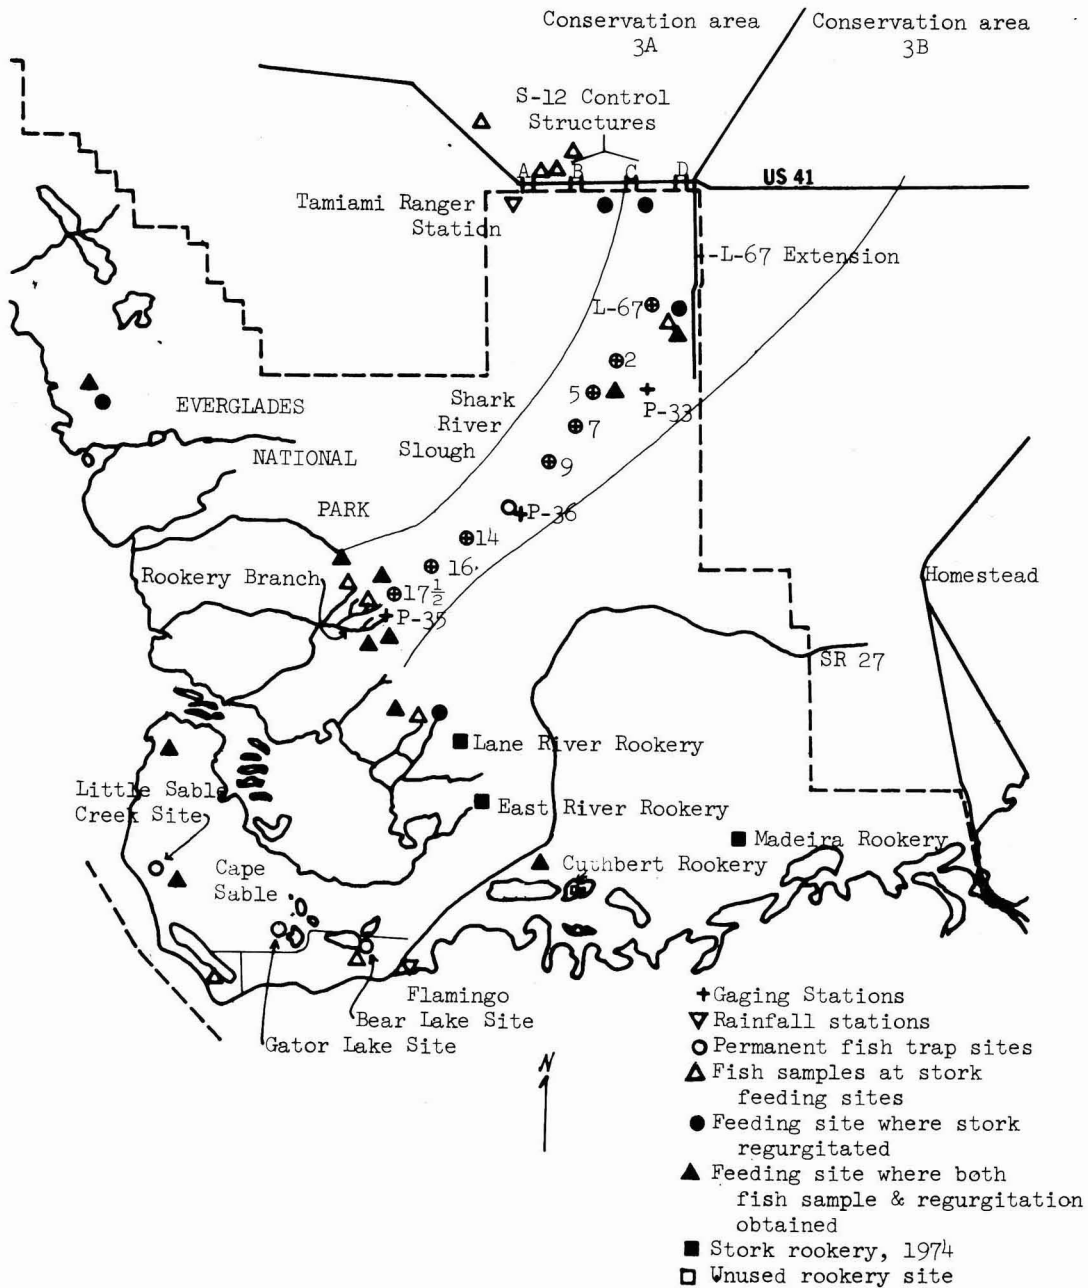 Conservation area
3A
Conservation area
3B
S-12 Control
Structures
A
B
C
D
US 41
Tamiami Ranger
Station
L-67 Extension
L-67
2
5
P-33
7
9
Shark
River
Slough
EVERGLADES
NATIONAL
PARK
P-36
14
16
17½
P-35
Rookery Branch
Homestead
SR 27
Lane River Rookery
East River Rookery
Madeira Rookery
Cuthbert Rookery
Little Sable
Creek Site
Cape
Sable
Flamingo
Bear Lake Site
Gator Lake Site
N
Gaging Stations
Rainfall stations
Permanent fish trap sites
Fish samples at stork
feeding sites
Feeding site where stork
regurgitated
Feeding site where both
fish sample & regurgitation
obtained
Stork rookery, 1974
Unused rookery site